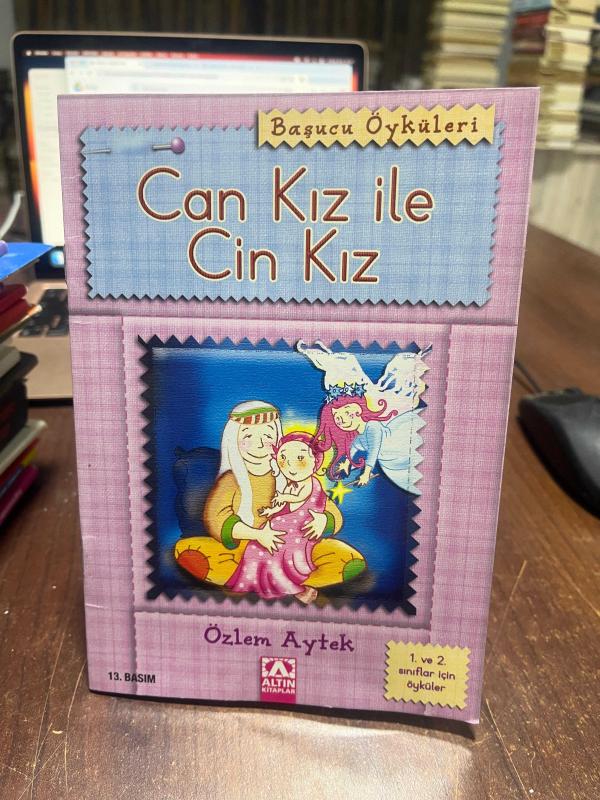 Başucu Öyküleri
Can Kız ile
Cin Kız
Özlem Aytek
13. BASIM
ALTIN
KİTAPLAR
1. ve 2.
sınıflar için
öyküler